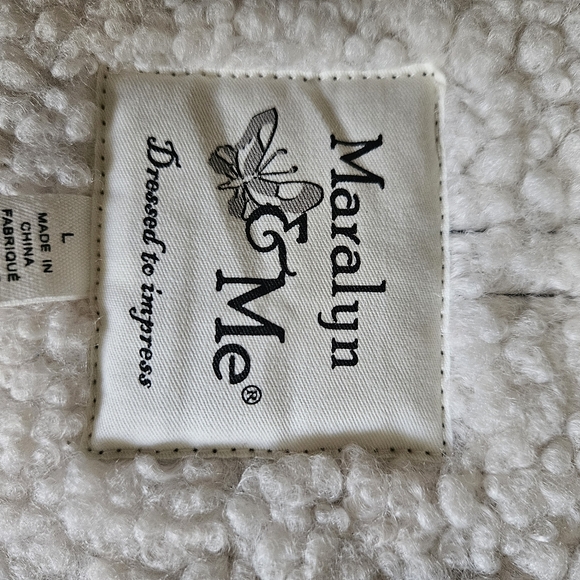 Maralyn
& Me®
Dressed to impress
L
MADE IN
CHINA
FABRIQUÉ